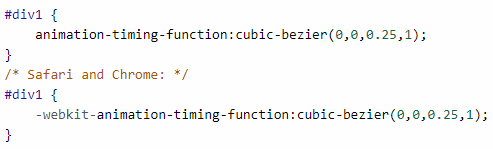 #div1 {
    animation-timing-function:cubic-bezier(0,0,0.25,1);
}
/* Safari and Chrome: */
#div1 {
    -webkit-animation-timing-function:cubic-bezier(0,0,0.25,1);
}